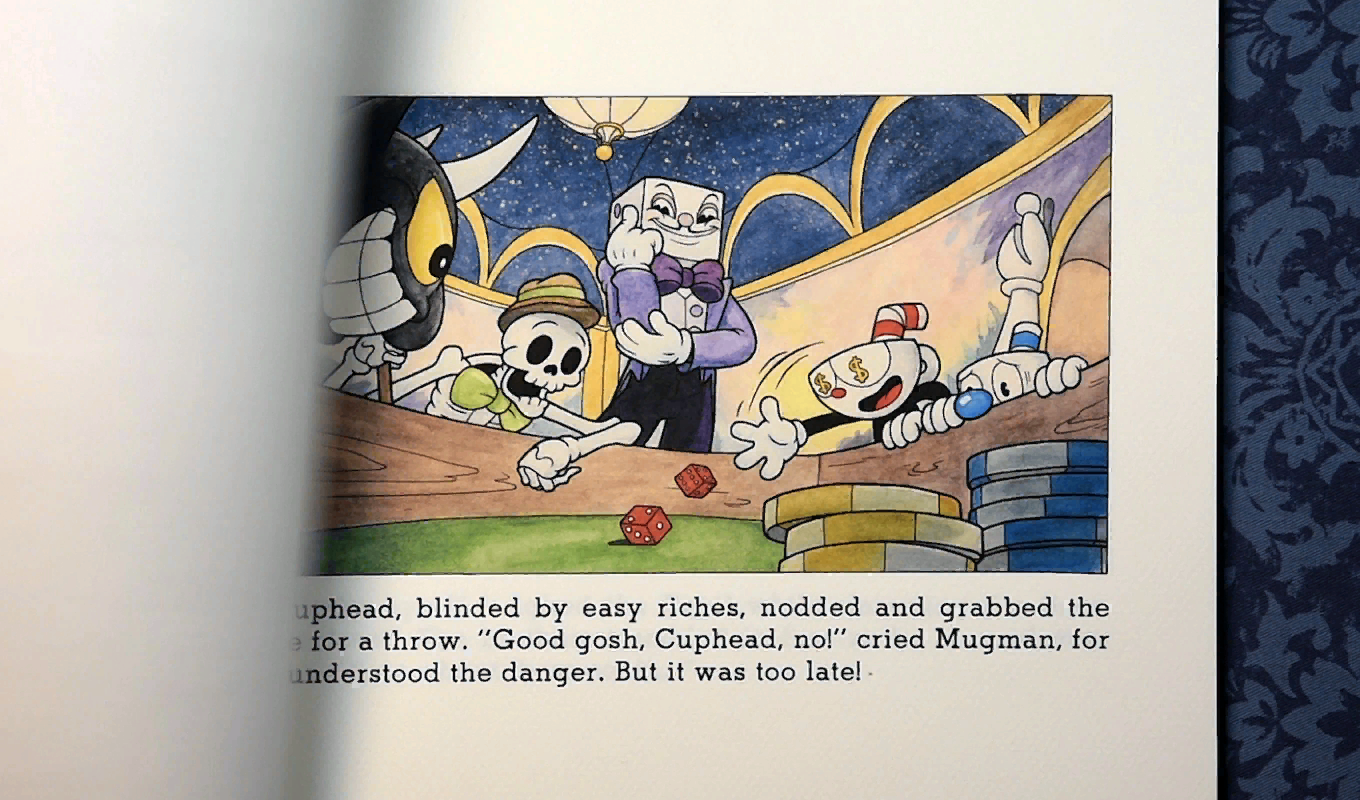 uphead, blinded by easy riches, nodded and grabbed the
e for a throw. "Good gosh, Cuphead, no!" cried Mugman, for
understood the danger. But it was too late!